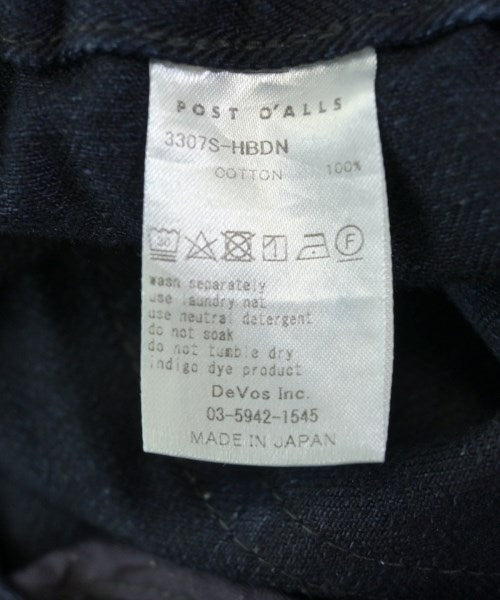 POST O'ALLS
3307S-HBDN
COTTON 100%
30 F
wash separately
use laundry net
use neutral detergent
do not soak
do not tumble dry
indigo dye product
DeVos Inc.
03-5942-1545
MADE IN JAPAN